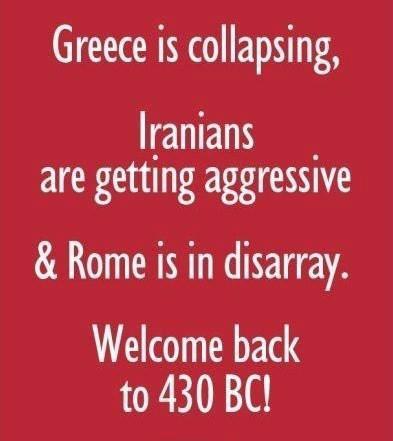 Greece is collapsing,
Iranians
are getting aggressive
& Rome is in disarray.
Welcome back
to 430 BC!